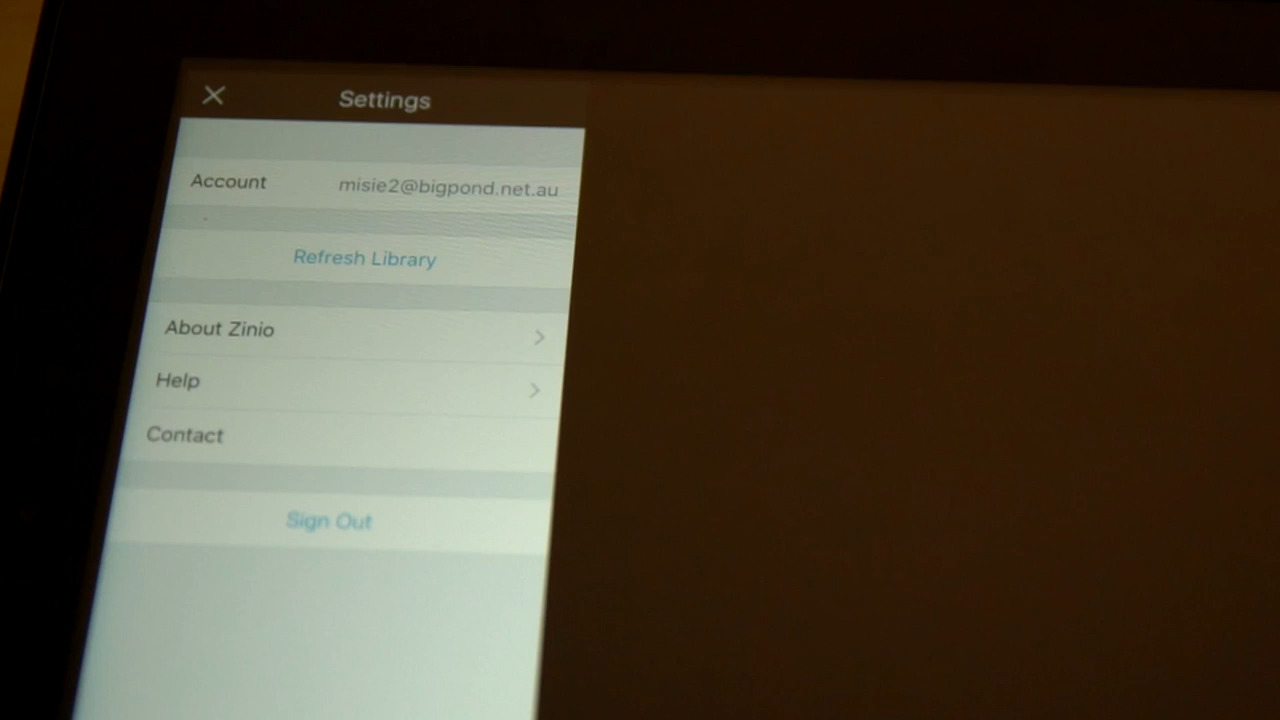 Settings
Account misie2@bigpond.net.au
Refresh Library
About Zinio
Help
Contact
Sign Out